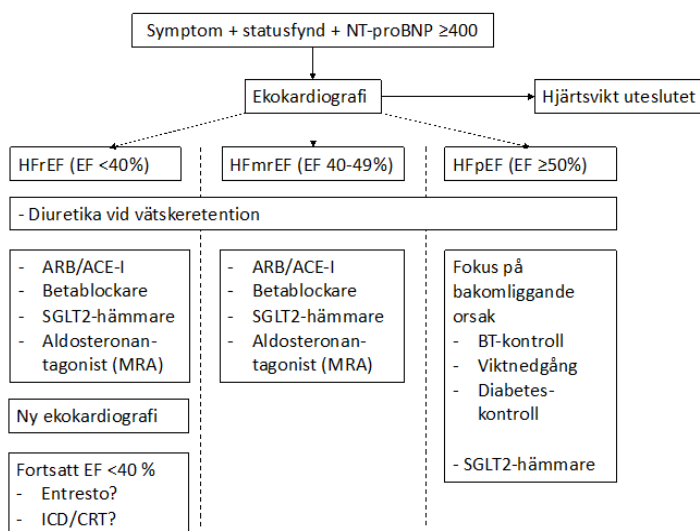 Symptom + statusfynd + NT-proBNP ≥400
Ekokardiografi
Hjärtsvikt uteslutet
HFrEF (EF <40%)
HFmrEF (EF 40-49%)
HFpEF (EF ≥50%)
- Diuretika vid vätskeretention
- ARB/ACE-I
- Betablockare
- SGLT2-hämmare
- Aldosteronan-
tagonist (MRA)
- ARB/ACE-I
- Betablockare
- SGLT2-hämmare
- Aldosteronan-
tagonist (MRA)
Fokus på
bakomliggande
orsak
- BT-kontroll
- Viktnedgång
- Diabetes-
kontroll
- SGLT2-hämmare
Ny ekokardiografi
Fortsatt EF <40 %
- Entresto?
- ICD/CRT?